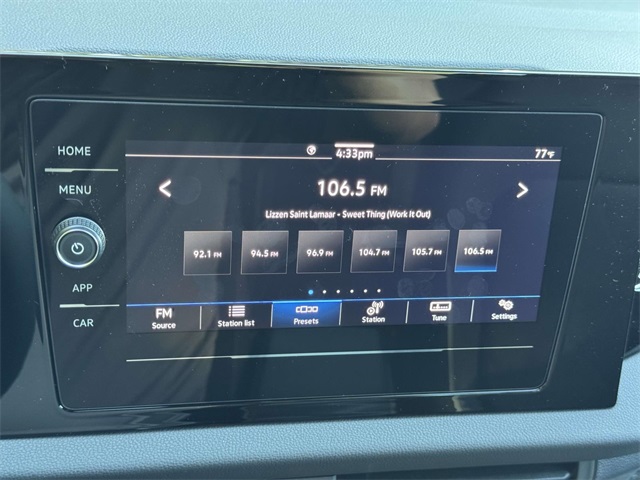 HOME
MENU
APP
CAR
4:33pm
77°F
106.5 FM
Lizzen Saint Lamaar • Sweet Thing (Work It Out)
92.1 FM 94.5 FM 96.9 FM 104.7 FM 105.7 FM 106.5 FM
FM
Source Station list Presets Station Tune Settings